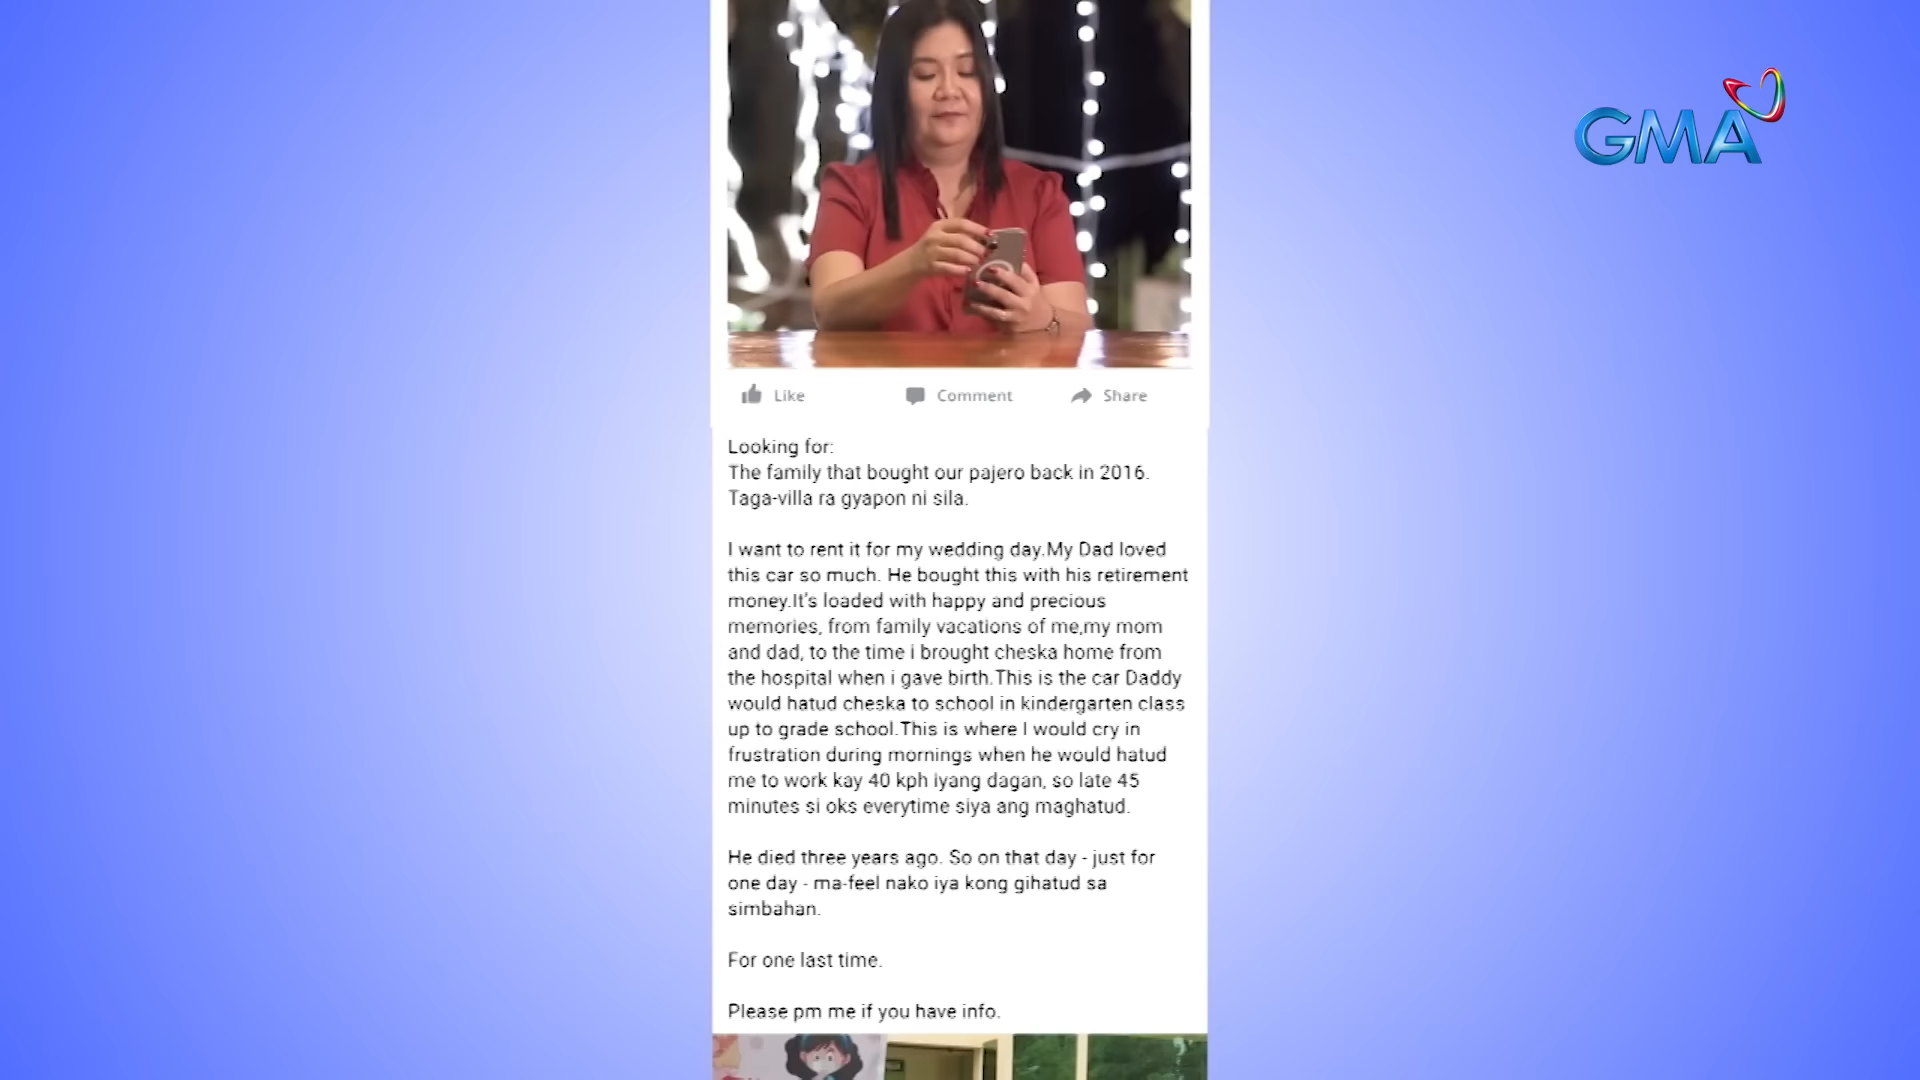 GMA
Like Comment Share
Looking for:
The family that bought our pajero back in 2016.
Taga-villa ra gyapon ni sila.
I want to rent it for my wedding day.My Dad loved
this car so much. He bought this with his retirement
money.It's loaded with happy and precious
memories, from family vacations of me,my mom
and dad, to the time i brought cheska home from
the hospital when i gave birth.This is the car Daddy
would hatud cheska to school in kindergarten class
up to grade school.This is where I would cry in
frustration during mornings when he would hatud
me to work kay 40 kph iyang dagan, so late 45
minutes si oks everytime siya ang maghatud.
He died three years ago. So on that day - just for
one day - ma-feel nako iya kong gihatud sa
simbahan.
For one last time.
Please pm me if you have info.